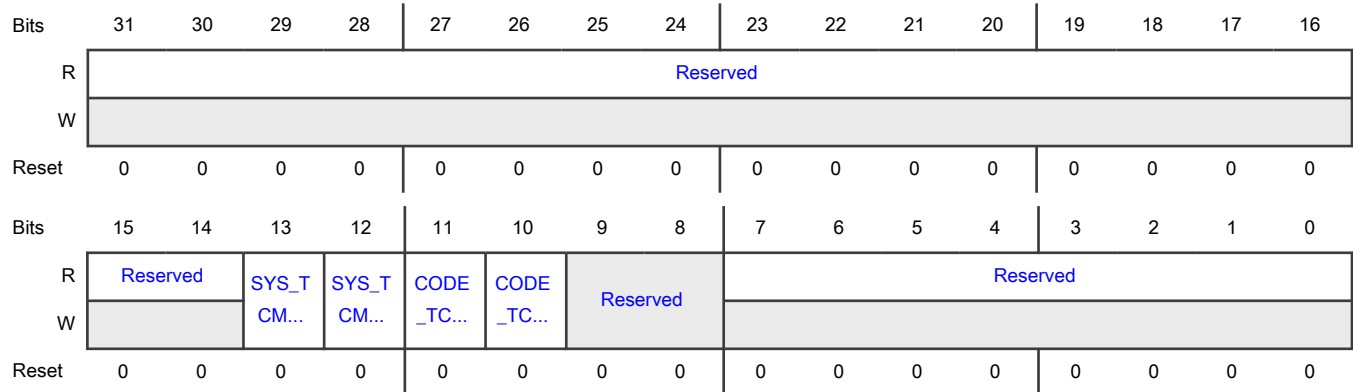 Bits 31 30 29 28 27 26 25 24 23 22 21 20 19 18 17 16
R Reserved
W
Reset 0 0 0 0 0 0 0 0 0 0 0 0 0 0 0 0
Bits 15 14 13 12 11 10 9 8 7 6 5 4 3 2 1 0
R Reserved SYS_T SYS_T CODE CODE Reserved Reserved
CM... CM... _TC... _TC...
W
Reset 0 0 0 0 0 0 0 0 0 0 0 0 0 0 0 0